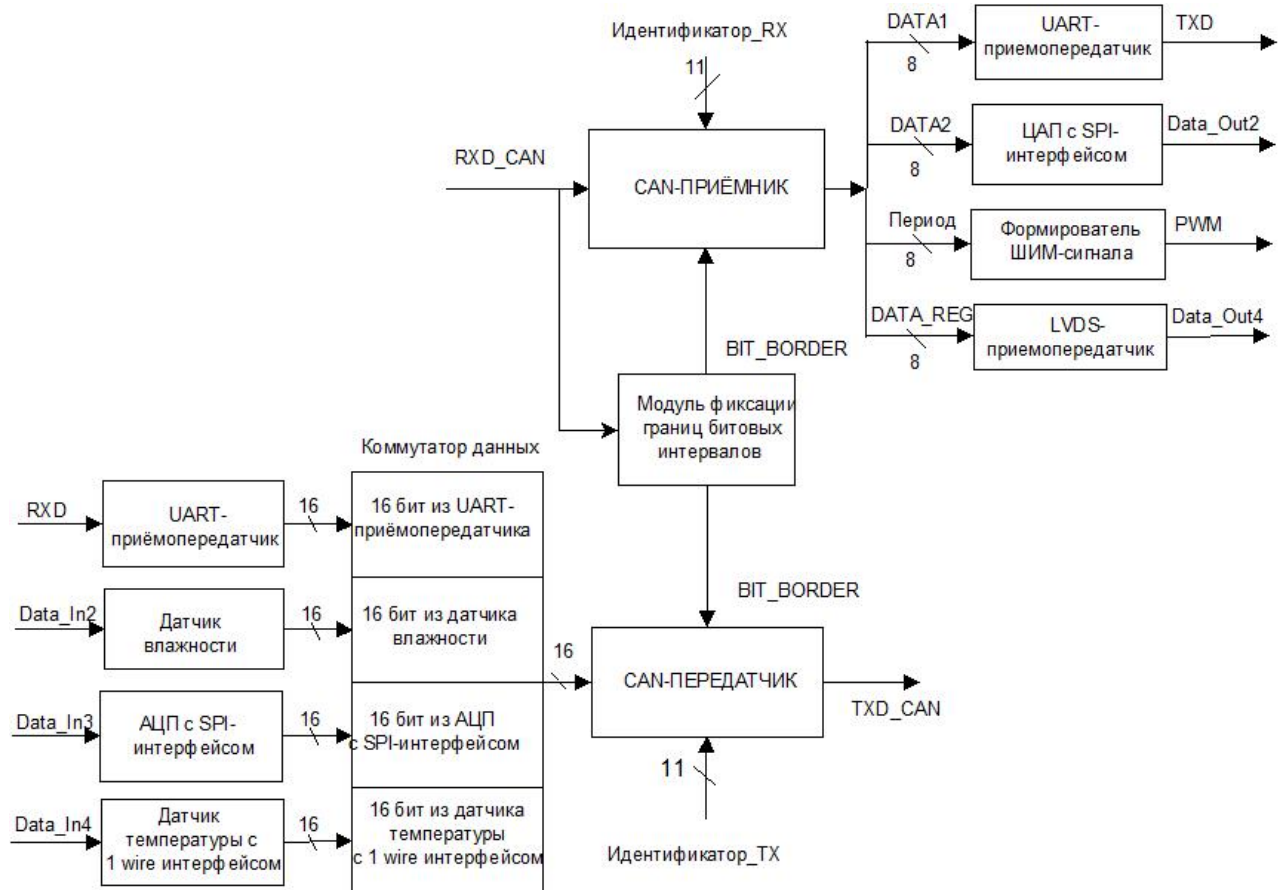 Идентификатор_RX
11
RXD_CAN
CAN-ПРИЁМНИК
DATA1
8
UART-
приемопередатчик
TXD
DATA2
8
ЦАП с SPI-
интерфейсом
Data_Out2
Период
8
Формирователь
ШИМ-сигнала
PWM
DATA_REG
8
LVDS-
приемопередатчик
Data_Out4
BIT_BORDER
Модуль фиксации
границ битовых
интервалов
BIT_BORDER
Коммутатор данных
RXD
UART-
приёмопередатчик
16
16 бит из UART-
приёмопередатчика
Data_In2
Датчик
влажности
16
16 бит из датчика
влажности
Data_In3
АЦП с SPI-
интерфейсом
16
16 бит из АЦП
с SPI-интерфейсом
Data_In4
Датчик
температуры с
1 wire интерфейсом
16
16 бит из датчика
температуры
с 1 wire интерфейсом
16
CAN-ПЕРЕДАТЧИК
TXD_CAN
11
Идентификатор_TX